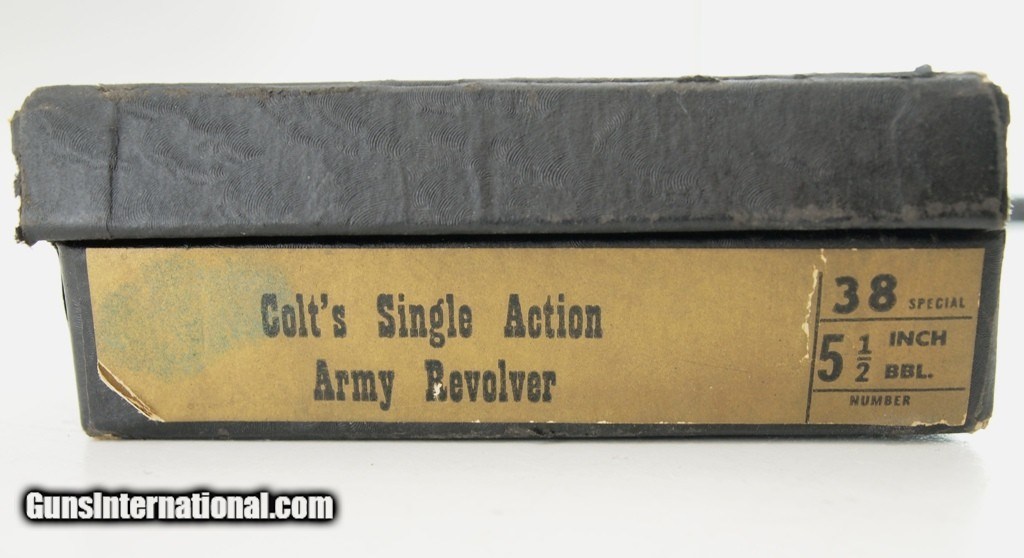 Colt's Single Action
Army Revolver
38 SPECIAL
5 1/2 INCH
BBL.
NUMBER
GunsInternational.com